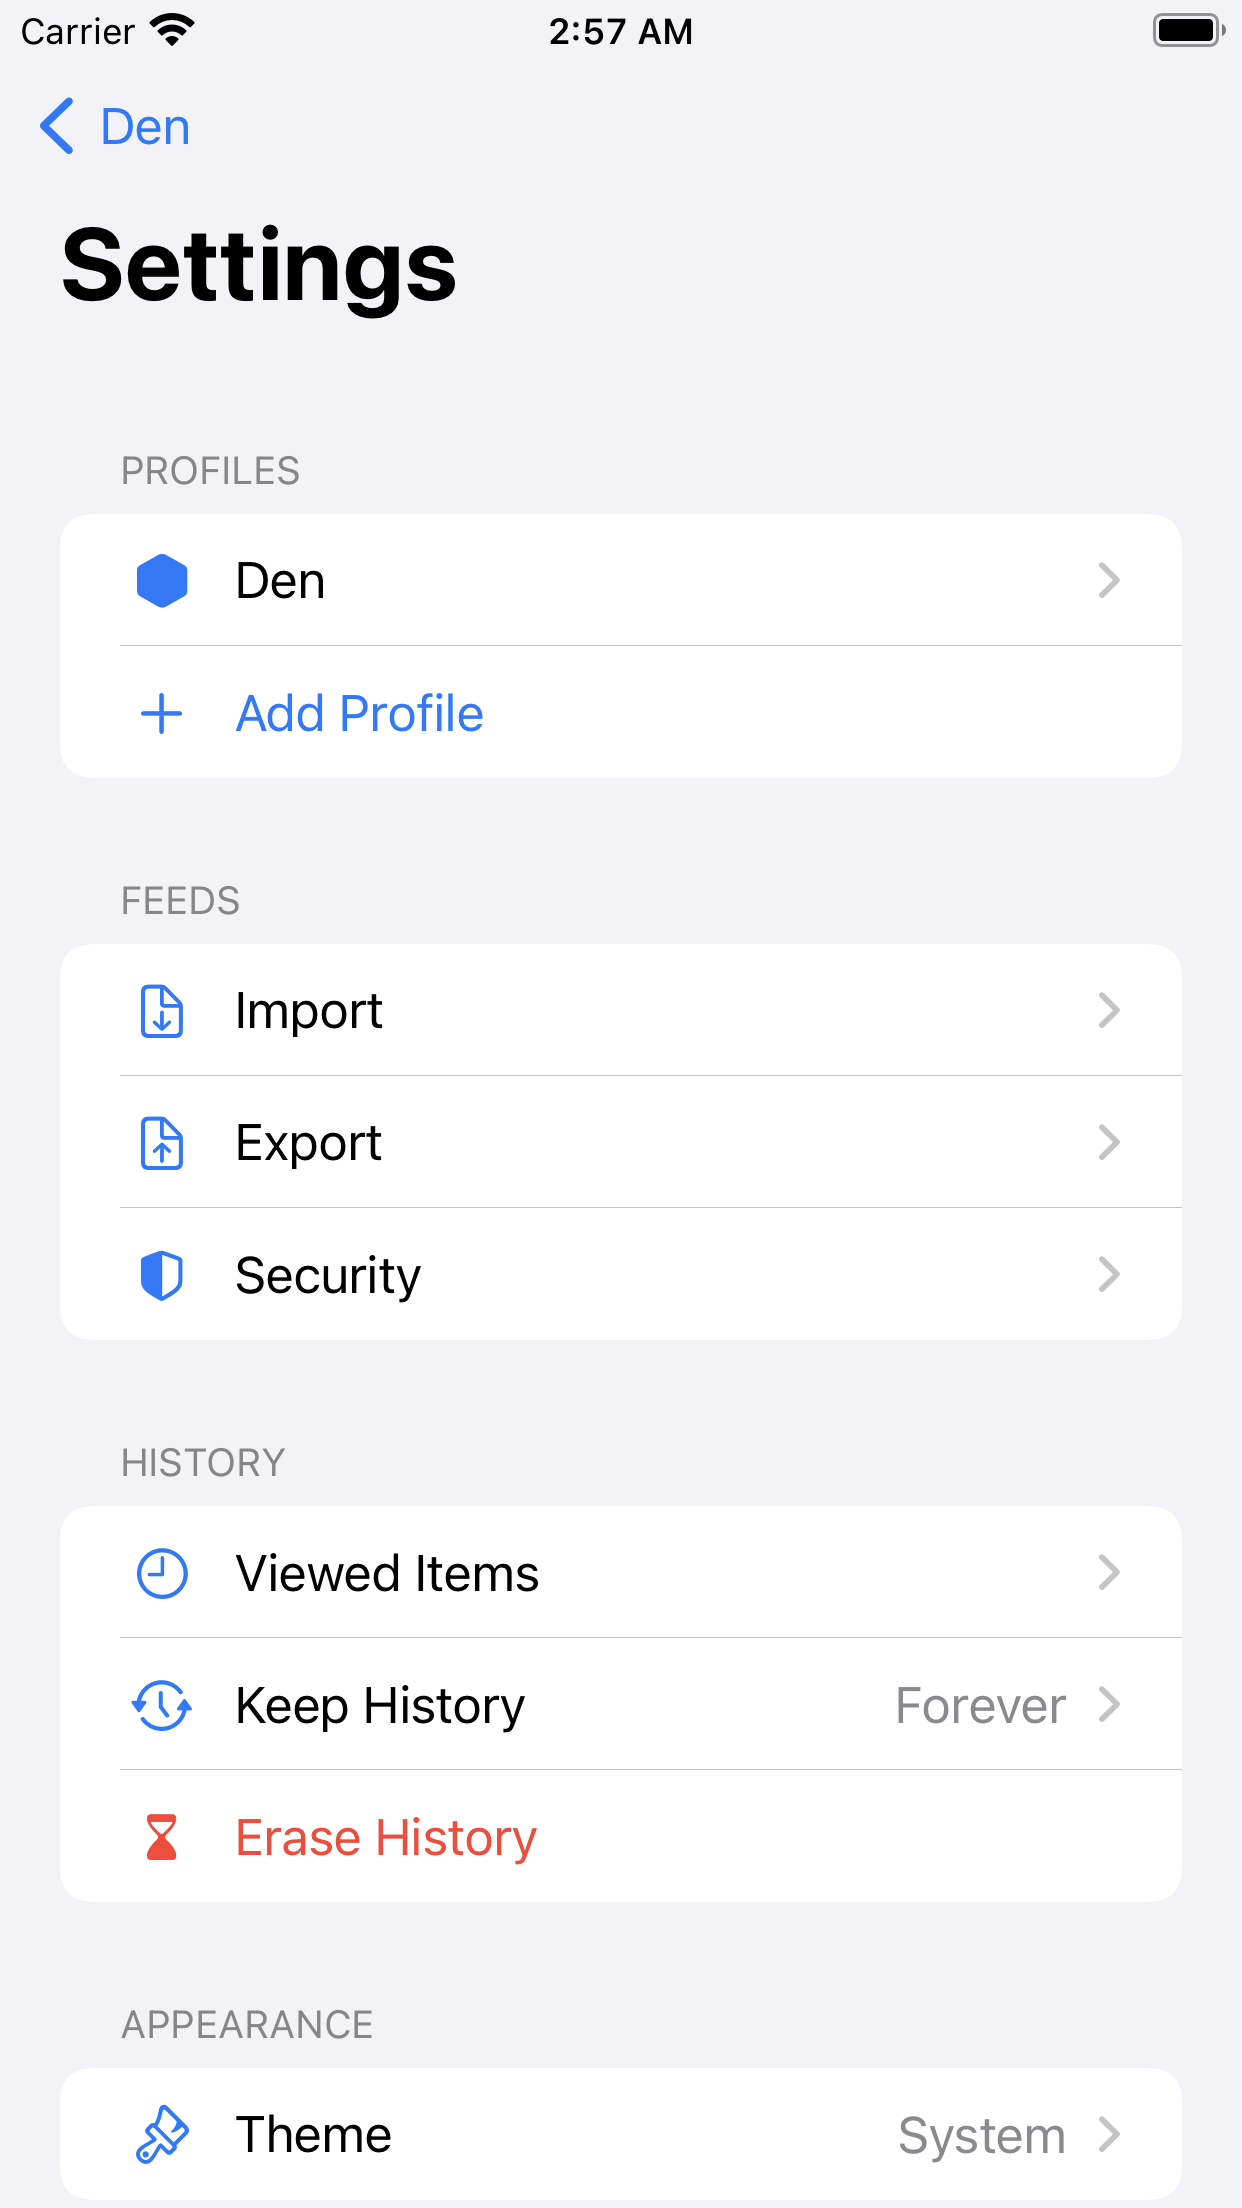 Carrier 2:57 AM
Den
Settings
PROFILES
Den
Add Profile
FEEDS
Import
Export
Security
HISTORY
Viewed Items
Keep History Forever
Erase History
APPEARANCE
Theme System